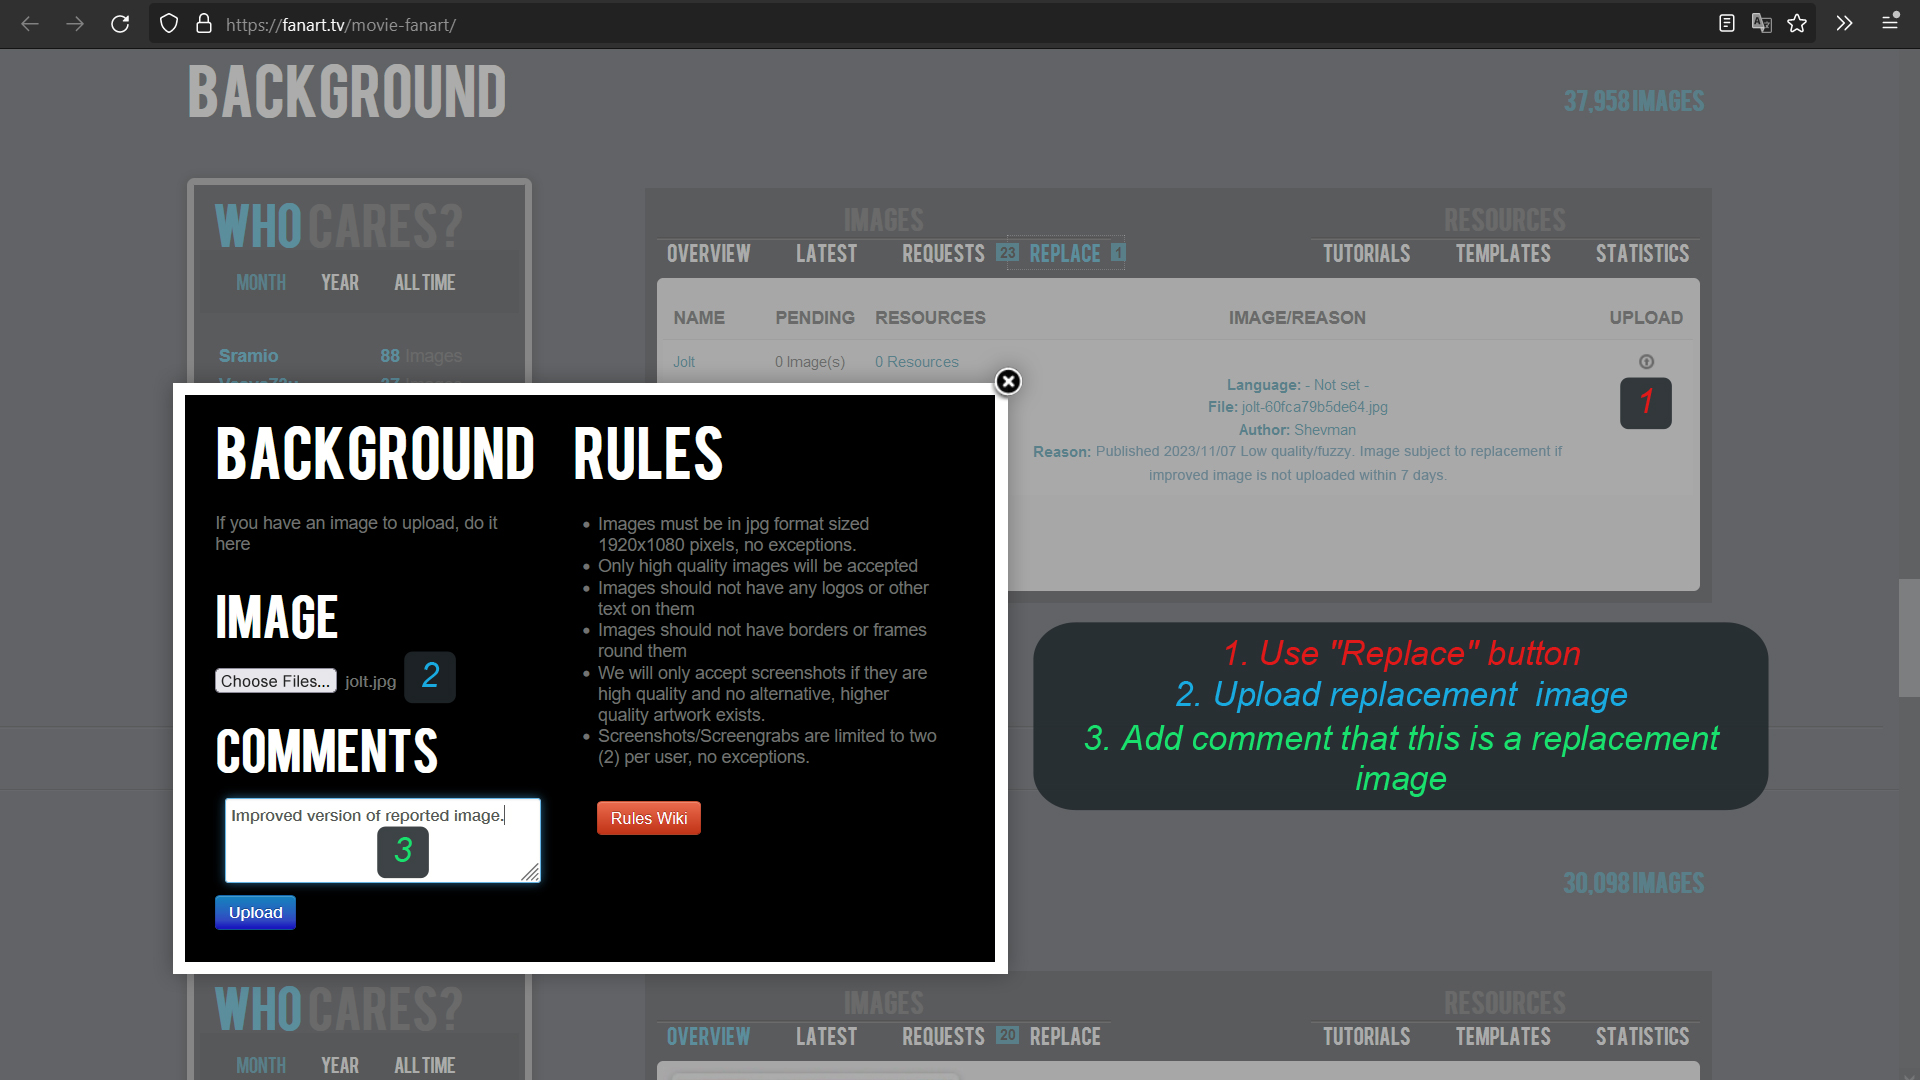 https://fanart.tv/movie-fanart/
BACKGROUND
37,958 IMAGES
WHO CARES?
MONTH YEAR ALL TIME
Sramio 88 Images
IMAGES RESOURCES
OVERVIEW LATEST REQUESTS 23 REPLACE 1 TUTORIALS TEMPLATES STATISTICS
NAME PENDING RESOURCES IMAGE/REASON UPLOAD
Jolt 0 Image(s) 0 Resources
Language: - Not set -
File: jolt-60fca79b5de64.jpg
Author: Shevman
Reason: Published 2023/11/07 Low quality/fuzzy. Image subject to replacement if
improved image is not uploaded within 7 days.
1
BACKGROUND
If you have an image to upload, do it
here
IMAGE
Choose Files... jolt.jpg 2
COMMENTS
Improved version of reported image.
3
Upload
RULES
Images must be in jpg format sized
1920x1080 pixels, no exceptions.
Only high quality images will be accepted
Images should not have any logos or other
text on them
Images should not have borders or frames
round them
We will only accept screenshots if they are
high quality and no alternative, higher
quality artwork exists.
Screenshots/Screengrabs are limited to two
(2) per user, no exceptions.
Rules Wiki
1. Use "Replace" button
2. Upload replacement image
3. Add comment that this is a replacement
image
30,098 IMAGES
WHO CARES?
MONTH YEAR ALL TIME
IMAGES RESOURCES
OVERVIEW LATEST REQUESTS 20 REPLACE TUTORIALS TEMPLATES STATISTICS